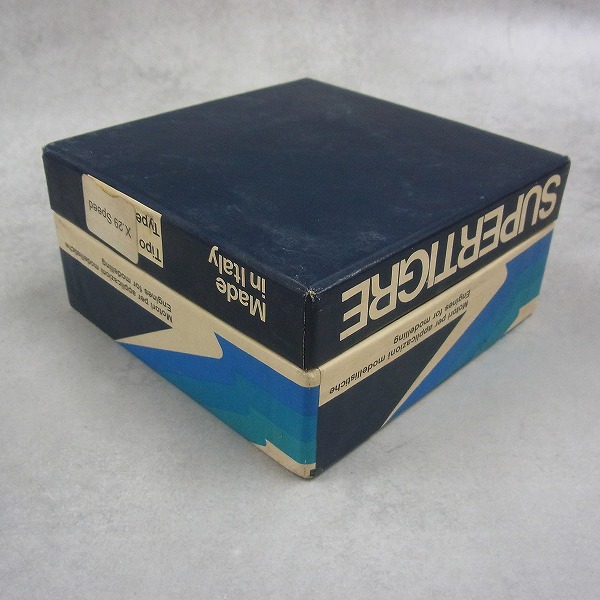 SUPERTIGRE
Motori per applicazioni modellistiche
Engines for modelling
Made
in Italy
Tipo
Type
X.29 Speed
Motori per applicazioni modellistiche
Engines for modelling